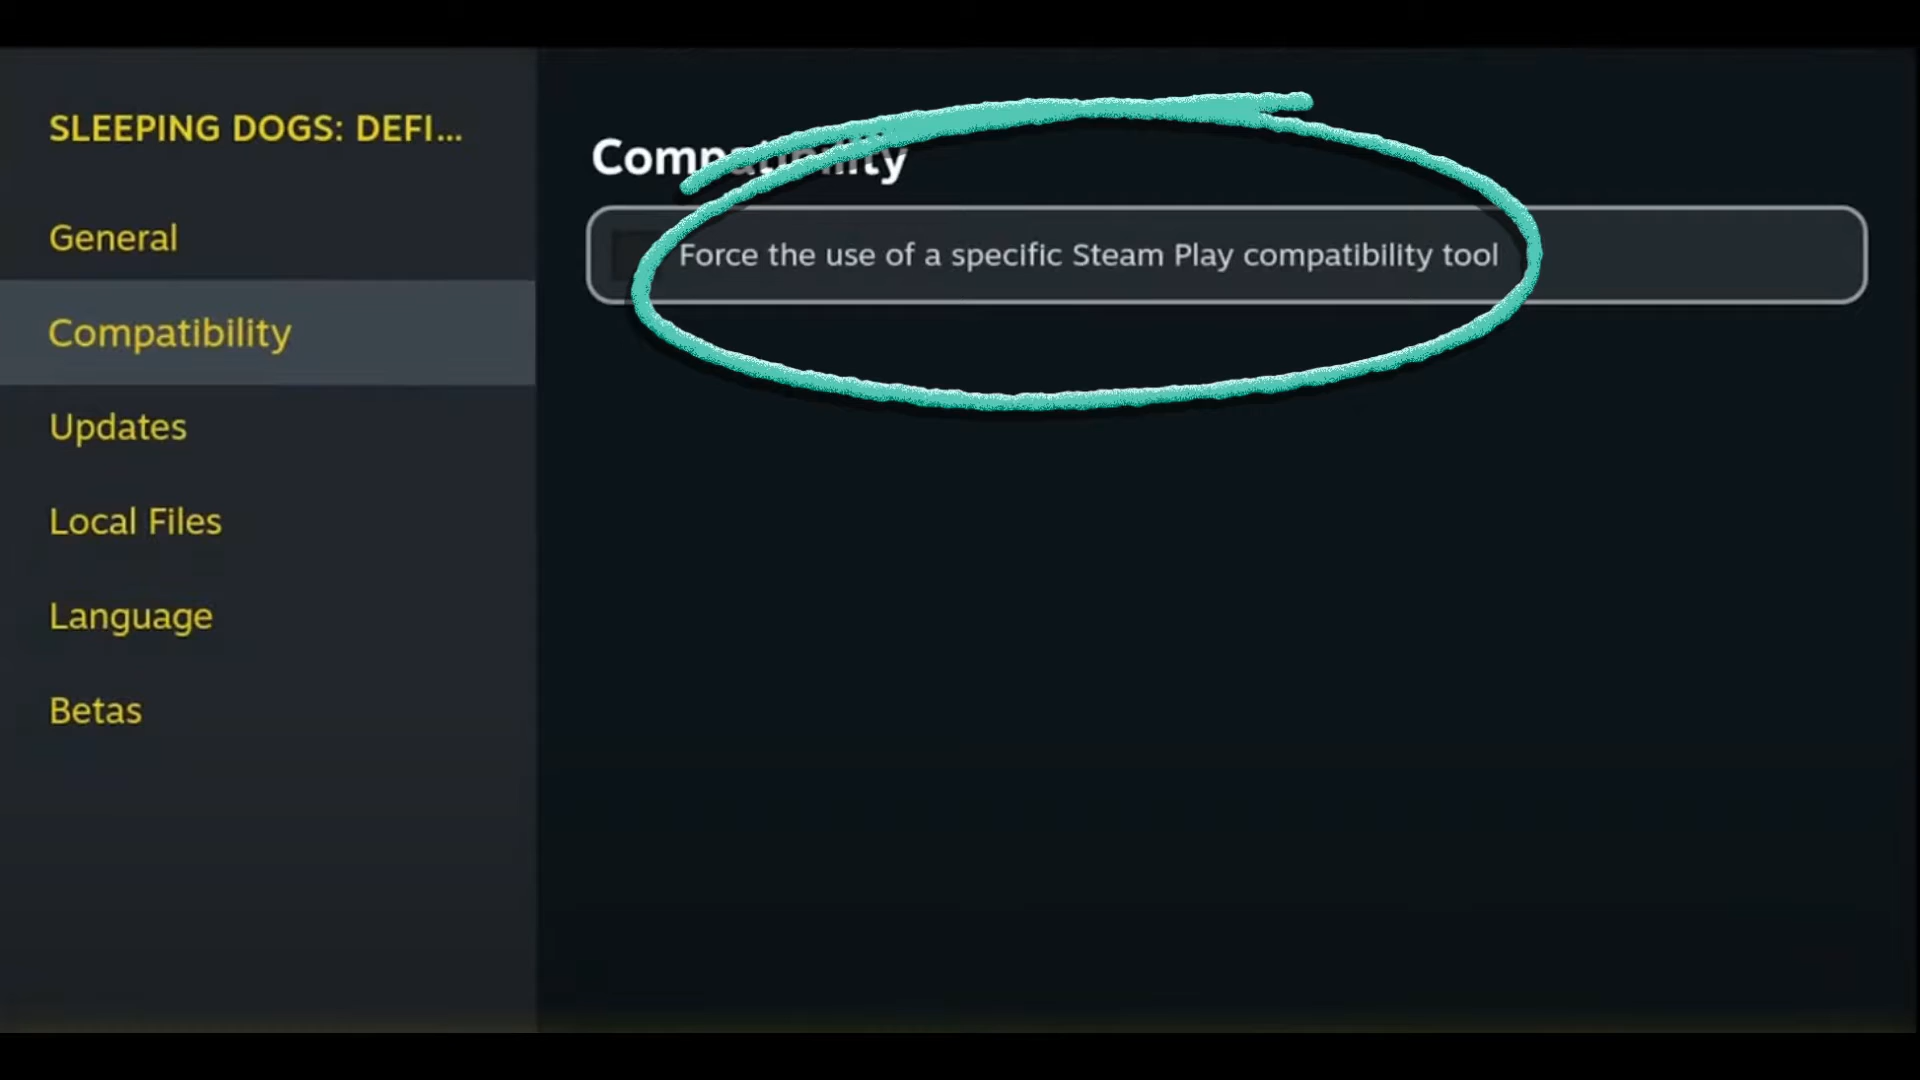 SLEEPING DOGS: DEFI...
General
Compatibility
Updates
Local Files
Language
Betas
Compatibility
Force the use of a specific Steam Play compatibility tool